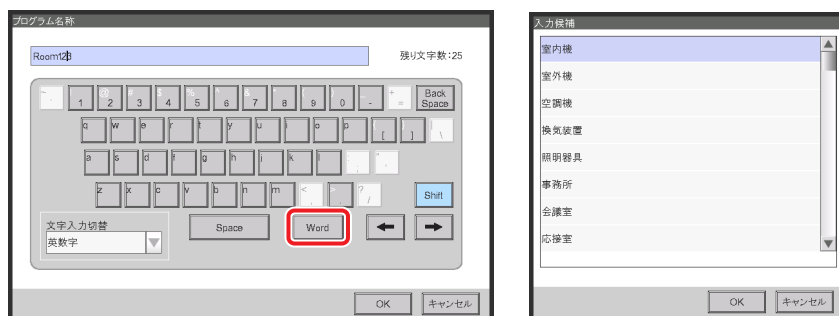 プログラム名称
Room123
残り文字数:25
~ ` ! 1 @ 2 # 3 $ 4 % 5 ^ 6 & 7 * 8 ( 9 ) 0 _ - + = Back Space
q w e r t y u i o p [ ] | \
a s d f g h j k l : ; " '
z x c v b n m < , > . ? / Shift
文字入力切替
英数字
Space
Word
OK
キャンセル
入力候補
室内機
室外機
空調機
換気装置
照明器具
事務所
会議室
応接室
OK
キャンセル